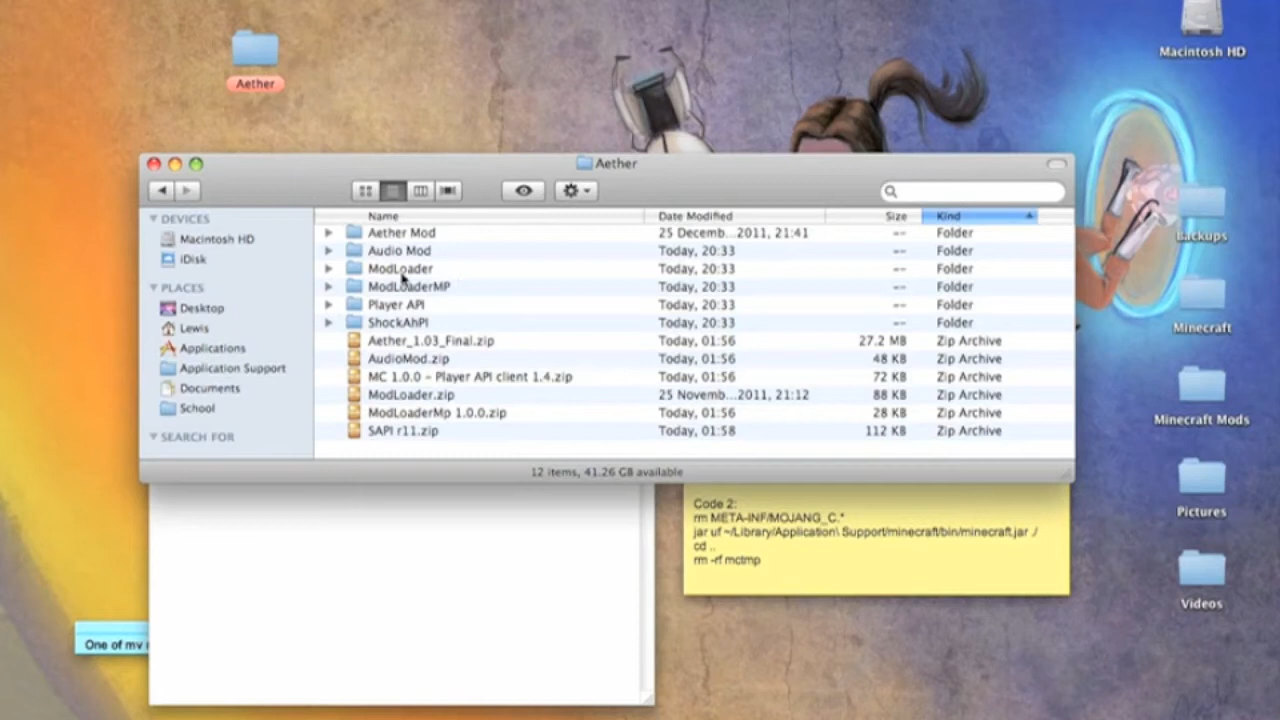 Macintosh HD
Aether
Aether
DEVICES
Macintosh HD
iDisk
PLACES
Desktop
Lewis
Applications
Application Support
Documents
School
SEARCH FOR
Name Date Modified Size Kind
Aether Mod 25 Decemb...2011, 21:41 -- Folder
Audio Mod Today, 20:33 -- Folder
ModLoader Today, 20:33 -- Folder
ModLoaderMP Today, 20:33 -- Folder
Player API Today, 20:33 -- Folder
ShockAhPI Today, 20:33 -- Folder
Aether_1.03_Final.zip Today, 01:56 27.2 MB Zip Archive
AudioMod.zip Today, 01:56 48 KB Zip Archive
MC 1.0.0 - Player API client 1.4.zip Today, 01:56 72 KB Zip Archive
ModLoader.zip 25 Novemb...2011, 21:12 88 KB Zip Archive
ModLoaderMp 1.0.0.zip Today, 01:56 28 KB Zip Archive
SAPI r11.zip Today, 01:58 112 KB Zip Archive
12 items, 41.26 GB available
Backups
Minecraft
Minecraft Mods
Pictures
Videos
Code 2:
rm META-INF/MOJANG_C.*
jar uf ~/Library/Application\ Support/minecraft/bin/minecraft.jar ./
cd ..
rm -rf mctmp
One of my